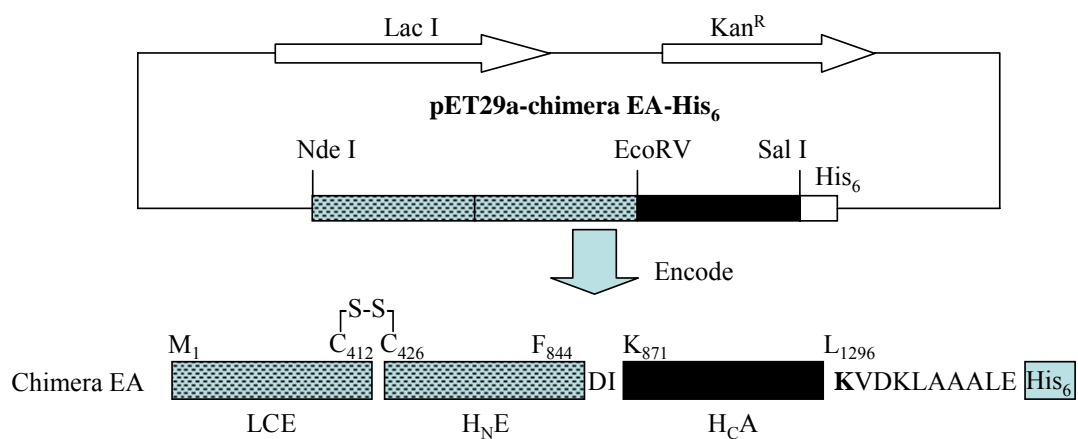 Lac I KanR
pET29a-chimera EA-His6
Nde I EcoRV Sal I
His6
Encode
S-S
M1 C412 C426 F844 K871 L1296
Chimera EA DI KVDKLAAALE His6
LCE HNE HCA